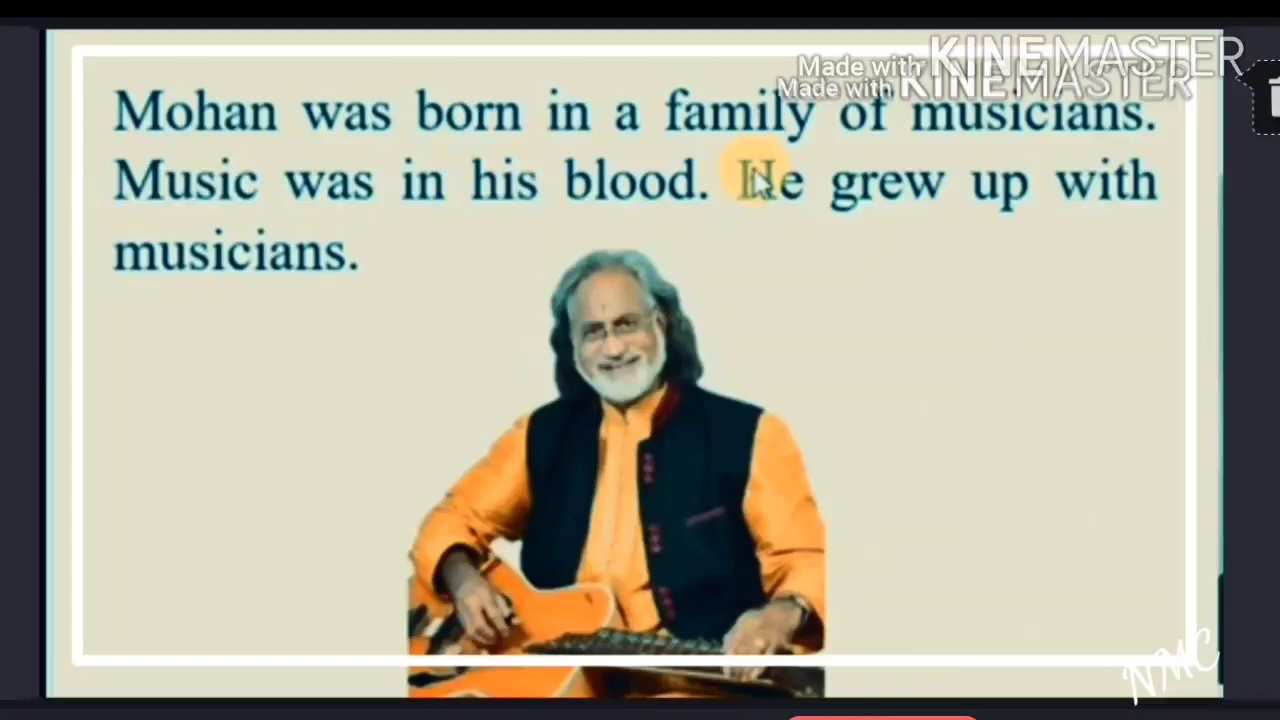 Made with KINEMASTER
Made with KINEMASTER
Mohan was born in a family of musicians.
Music was in his blood. He grew up with
musicians.
NMC